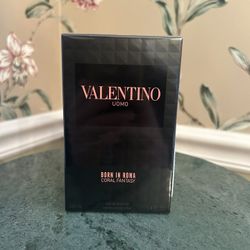 VALENTINO
UOMO
BORN IN ROMA
CORAL FANTASY